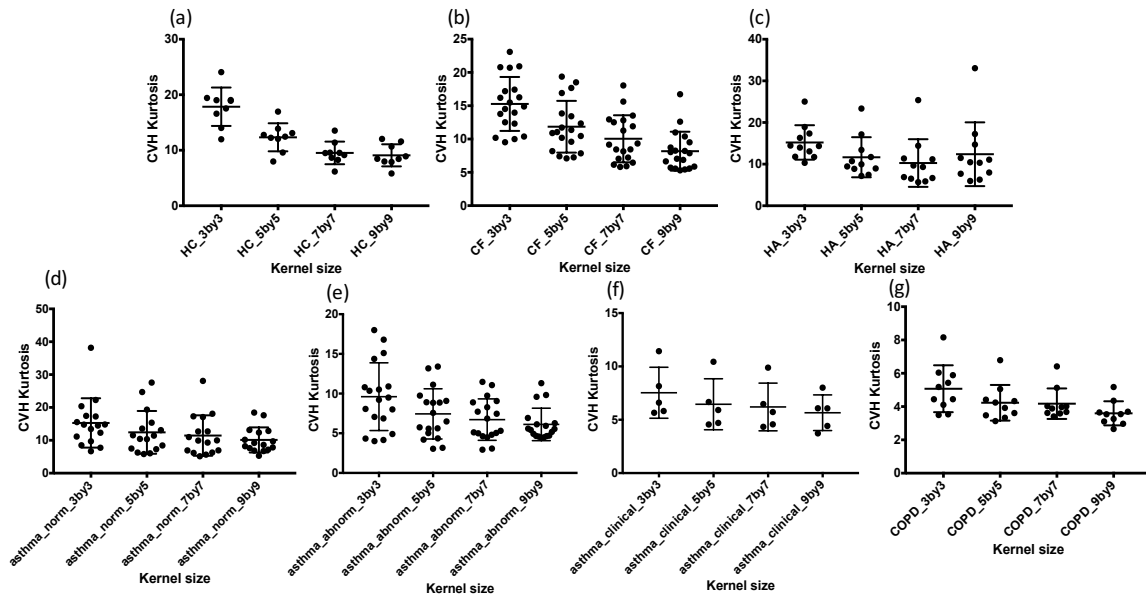 (a)
CVH Kurtosis
30
20
10
0
HC_3by3
HC_5by5
HC_7by7
HC_9by9
Kernel size
(b)
CVH Kurtosis
25
20
15
10
5
0
CF_3by3
CF_5by5
CF_7by7
CF_9by9
Kernel size
(c)
CVH Kurtosis
40
30
20
10
0
HA_3by3
HA_5by5
HA_7by7
HA_9by9
Kernel size
(d)
CVH Kurtosis
50
40
30
20
10
0
asthma_norm_3by3
asthma_norm_5by5
asthma_norm_7by7
asthma_norm_9by9
Kernel size
(e)
CVH Kurtosis
20
15
10
5
0
asthma_abnorm_3by3
asthma_abnorm_5by5
asthma_abnorm_7by7
asthma_abnorm_9by9
Kernel size
(f)
CVH Kurtosis
15
10
5
0
asthma_clinical_3by3
asthma_clinical_5by5
asthma_clinical_7by7
asthma_clinical_9by9
Kernel size
(g)
CVH Kurtosis
10
8
6
4
2
0
COPD_3by3
COPD_5by5
COPD_7by7
COPD_9by9
Kernel size